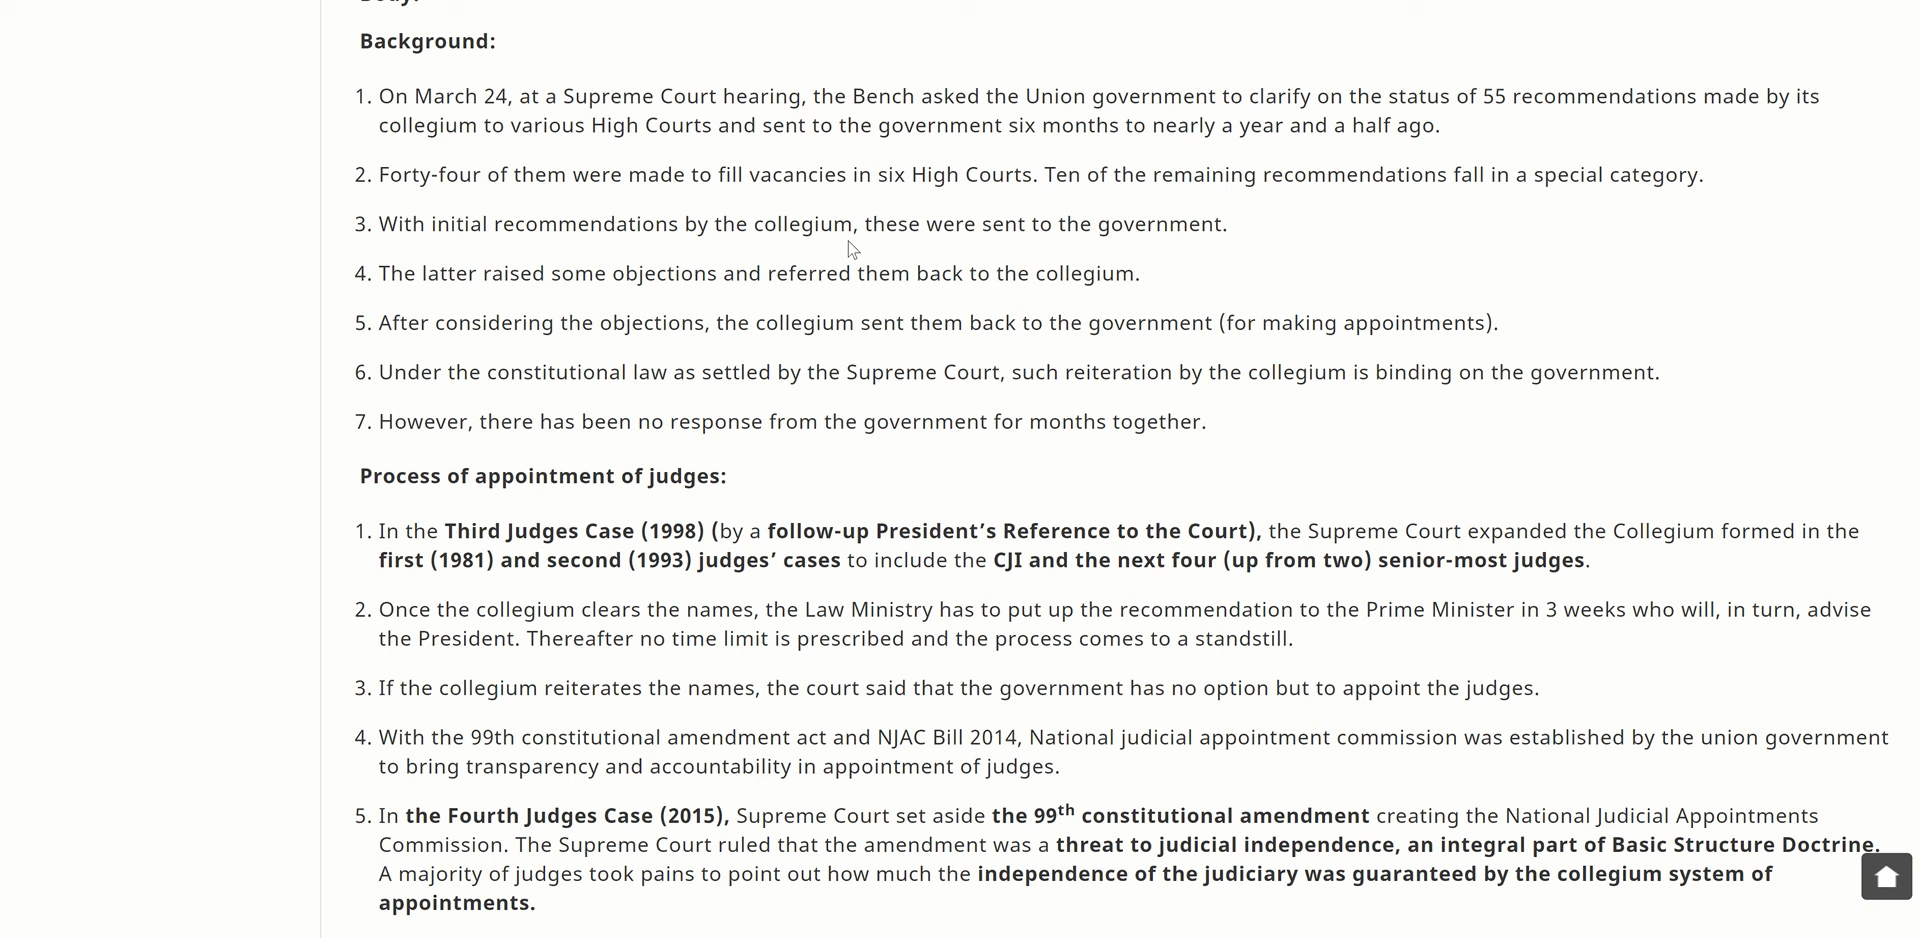 Background:
1. On March 24, at a Supreme Court hearing, the Bench asked the Union government to clarify on the status of 55 recommendations made by its
collegium to various High Courts and sent to the government six months to nearly a year and a half ago.
2. Forty-four of them were made to fill vacancies in six High Courts. Ten of the remaining recommendations fall in a special category.
3. With initial recommendations by the collegium, these were sent to the government.
4. The latter raised some objections and referred them back to the collegium.
5. After considering the objections, the collegium sent them back to the government (for making appointments).
6. Under the constitutional law as settled by the Supreme Court, such reiteration by the collegium is binding on the government.
7. However, there has been no response from the government for months together.
Process of appointment of judges:
1. In the Third Judges Case (1998) (by a follow-up President’s Reference to the Court), the Supreme Court expanded the Collegium formed in the
first (1981) and second (1993) judges’ cases to include the CJI and the next four (up from two) senior-most judges.
2. Once the collegium clears the names, the Law Ministry has to put up the recommendation to the Prime Minister in 3 weeks who will, in turn, advise
the President. Thereafter no time limit is prescribed and the process comes to a standstill.
3. If the collegium reiterates the names, the court said that the government has no option but to appoint the judges.
4. With the 99th constitutional amendment act and NJAC Bill 2014, National judicial appointment commission was established by the union government
to bring transparency and accountability in appointment of judges.
5. In the Fourth Judges Case (2015), Supreme Court set aside the 99th constitutional amendment creating the National Judicial Appointments
Commission. The Supreme Court ruled that the amendment was a threat to judicial independence, an integral part of Basic Structure Doctrine.
A majority of judges took pains to point out how much the independence of the judiciary was guaranteed by the collegium system of
appointments.